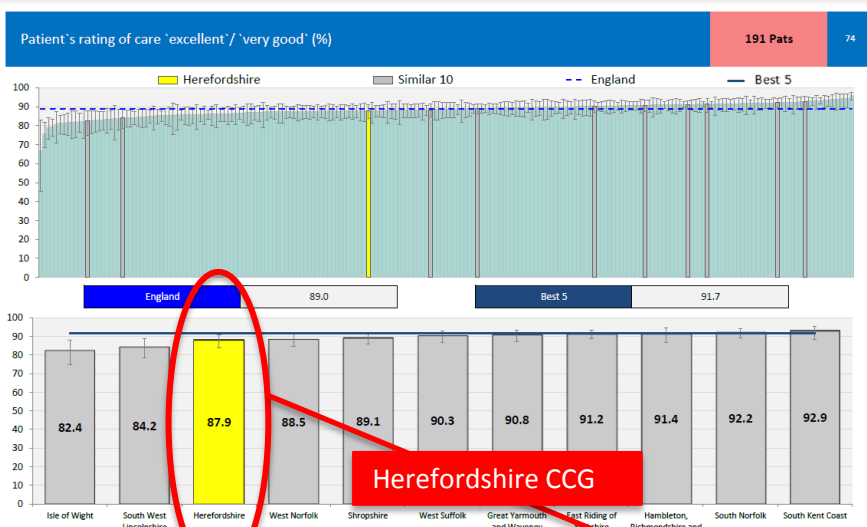 Patient`s rating of care `excellent`/ `very good` (%)
191 Pats
74
Herefordshire
Similar 10
England
Best 5
100
90
80
70
60
50
40
30
20
10
0
England
89.0
Best 5
91.7
100
90
80
70
60
50
40
30
20
10
0
82.4
84.2
87.9
88.5
89.1
90.3
90.8
91.2
91.4
92.2
92.9
Herefordshire CCG
Isle of Wight
South West
Herefordshire
West Norfolk
Shropshire
West Suffolk
Great Yarmouth
East Riding of
Hambleton,
South Norfolk
South Kent Coast